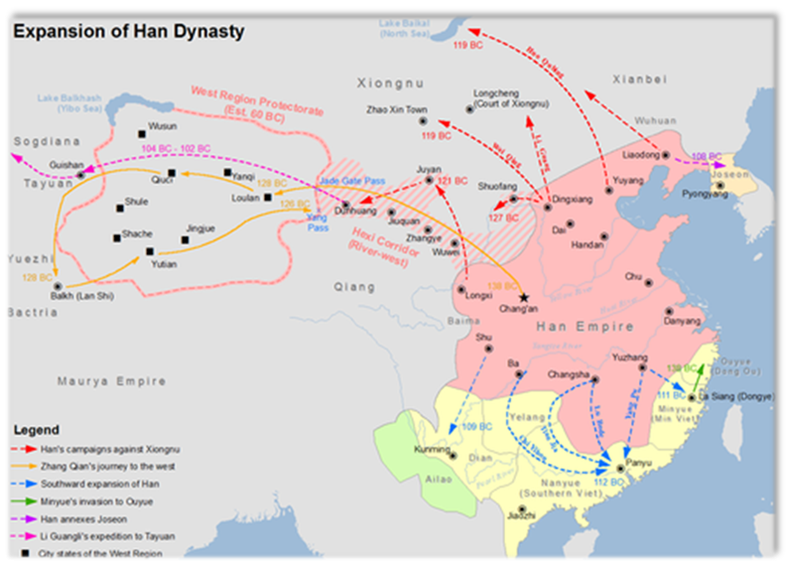 Expansion of Han Dynasty
Lake Baikal
(North Sea)
119 BC
Huo Qubing
Xiongnu
Xianbei
Longcheng
(Court of Xiongnu)
Zhao Xin Town
119 BC
Wei Qing
Li Guang
Wuhuan
Lake Balkhash
(Yibo Sea)
West Region Protectorate
(Est. 60 BC)
Wusun
Sogdiana
104 BC - 102 BC
Guishan
Tayuan
Quci
Yanqi
128 BC
Loulan
126 BC
Jade Gate Pass
Yang
Pass
Dunhuang
Juyan
121 BC
Jiuquan
Zhangye
Wuwei
Hexi Corridor
(River-west)
Shuofang
127 BC
Dingxiang
Dai
Handan
Yuyang
Liaodong
108 BC
Joseon
Pyongyang
Shule
Shache
Jingjue
Yutian
Yuezhi
128 BC
Balkh (Lan Shi)
Bactria
Qiang
Longxi
138 BC
Chang'an
Chu
Danyang
Baima
Han Empire
Shu
Ba
Changsha
Yuzhang
138 BC
Ouyue
(Dong Ou)
111 BC
La Siang (Dongye)
Minyue
(Min Viet)
Maurya Empire
Yelang
109 BC
Kunming
Dian
Ailao
Panyu
112 BC
Nanyue
(Southern Viet)
Jiaozhi
Legend
Han's campaigns against Xiongnu
Zhang Qian's journey to the west
Southward expansion of Han
Minyue's invasion to Ouyue
Han annexes Joseon
Li Guangli's expedition to Tayuan
City states of the West Region